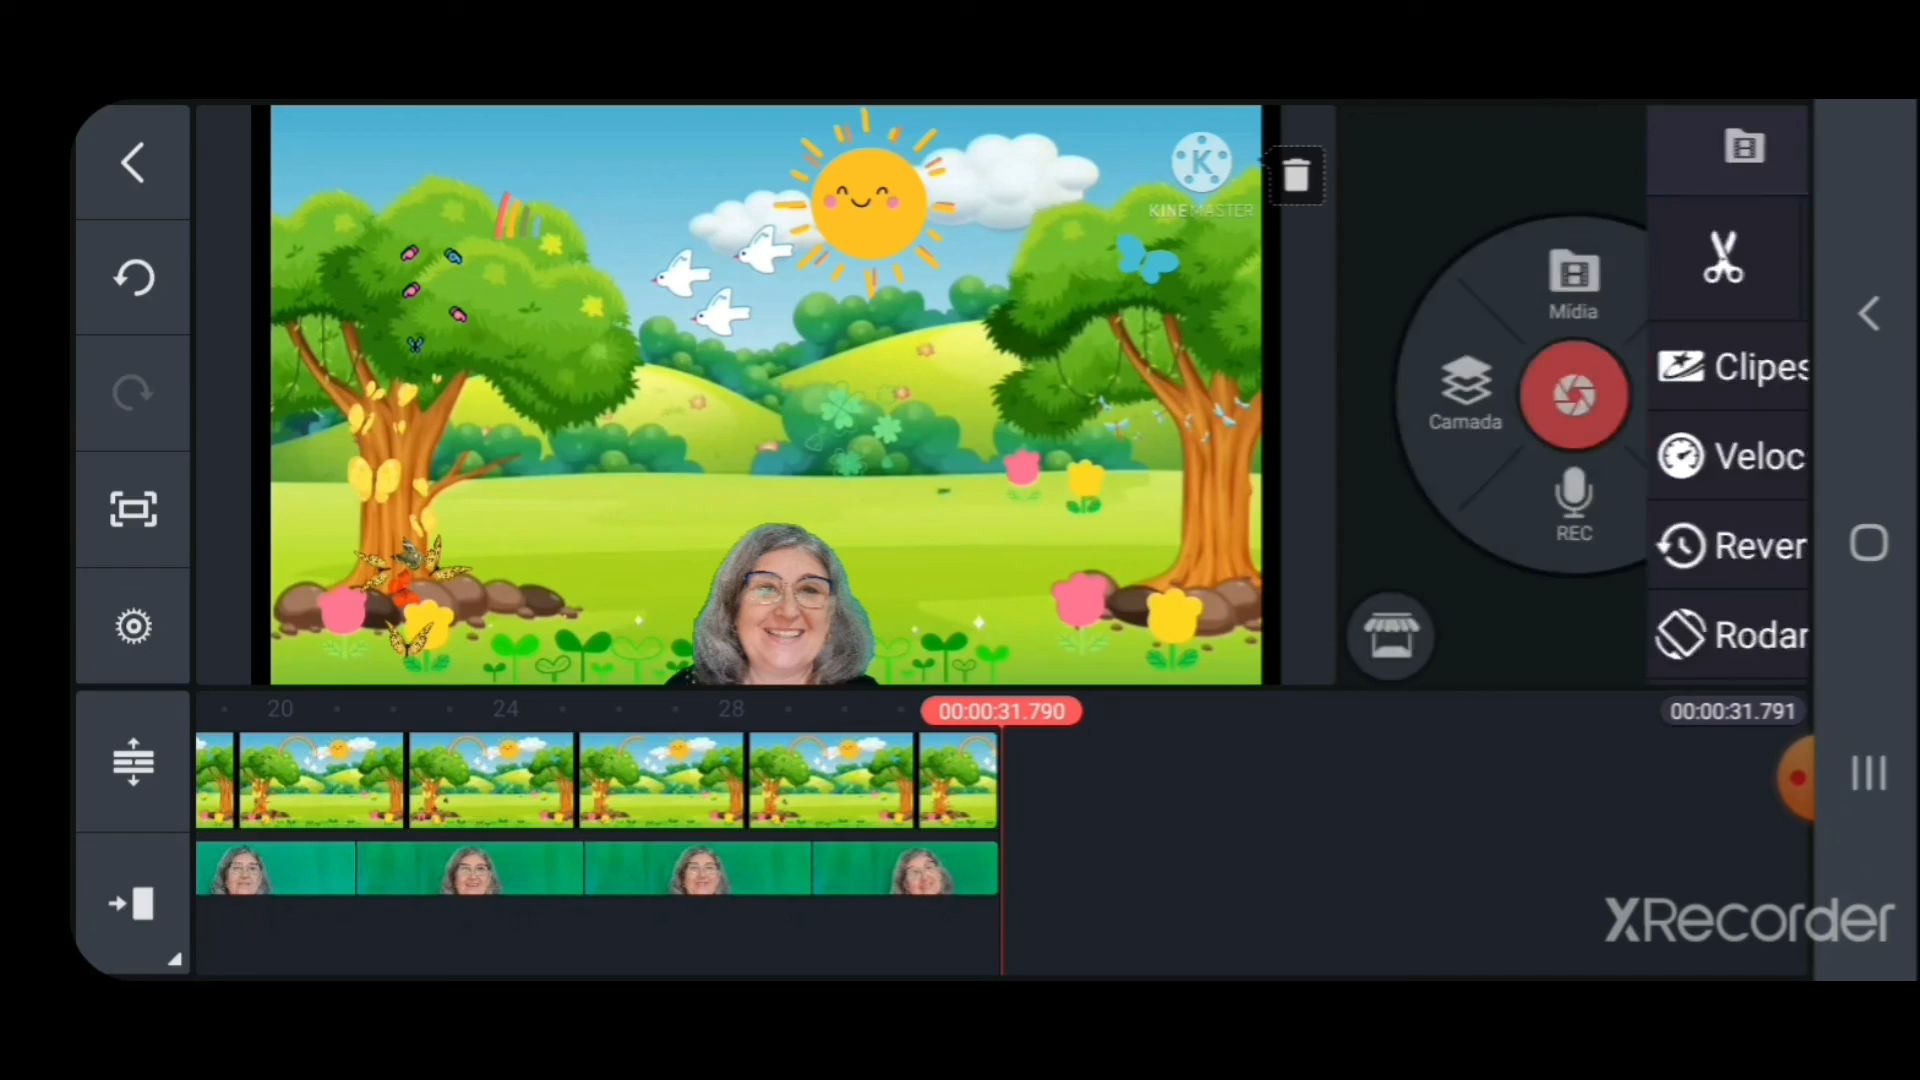 KINEMASTER
Mídia
Camada
REC
Clipes
Veloc
Rever
Rodar
20
24
28
00:00:31.790
00:00:31.791
XRecorder